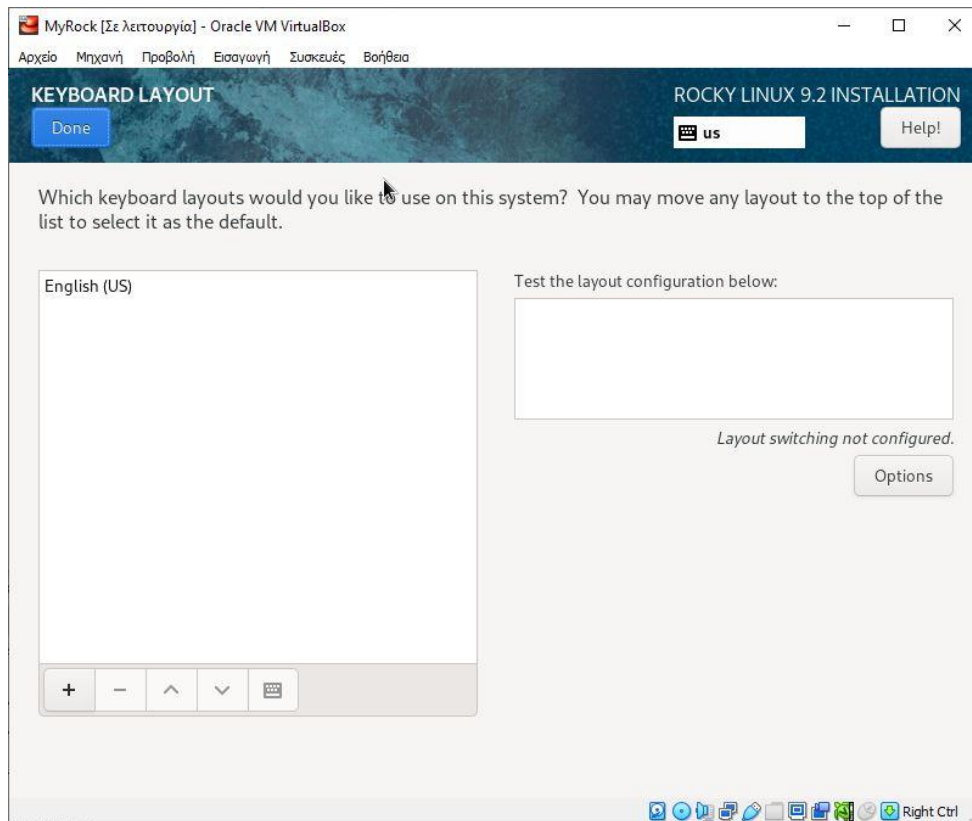 MyRock [Σε λειτουργία] - Oracle VM VirtualBox
Αρχείο Μηχανή Προβολή Εισαγωγή Συσκευές Βοήθεια
KEYBOARD LAYOUT
ROCKY LINUX 9.2 INSTALLATION
Done
us
Help!
Which keyboard layouts would you like to use on this system? You may move any layout to the top of the
list to select it as the default.
English (US)
Test the layout configuration below:
Layout switching not configured.
Options
Right Ctrl